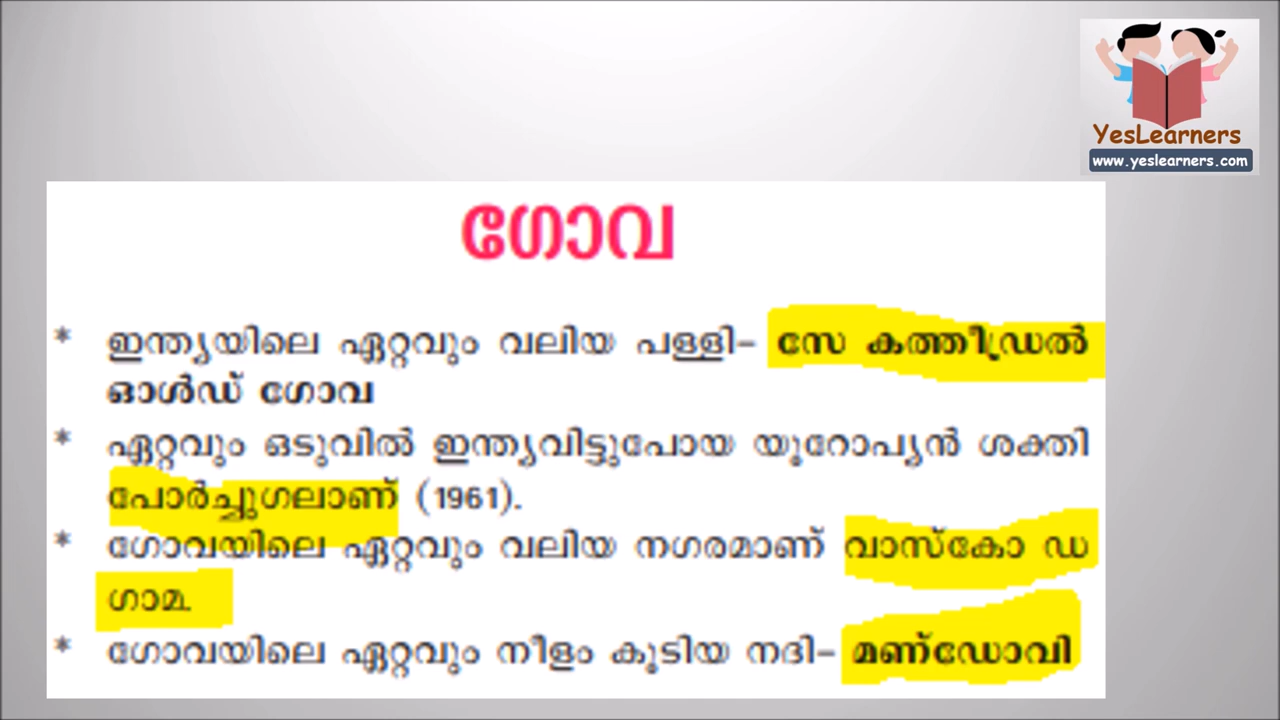 YesLearners
www.yeslearners.com
ഗോവ
* ഇന്ത്യയിലെ ഏറ്റവും വലിയ പള്ളി- സേ കത്തീഡ്രൽ
ഓൾഡ് ഗോവ
* ഏറ്റവും ഒടുവിൽ ഇന്ത്യവിട്ടുപോയ യൂറോപ്യൻ ശക്തി
പോർച്ചുഗലാണ് (1961).
* ഗോവയിലെ ഏറ്റവും വലിയ നഗരമാണ് വാസ്കോ ഡ
ഗാമ.
* ഗോവയിലെ ഏറ്റവും നീളം കൂടിയ നദി- മണ്ഡോവി